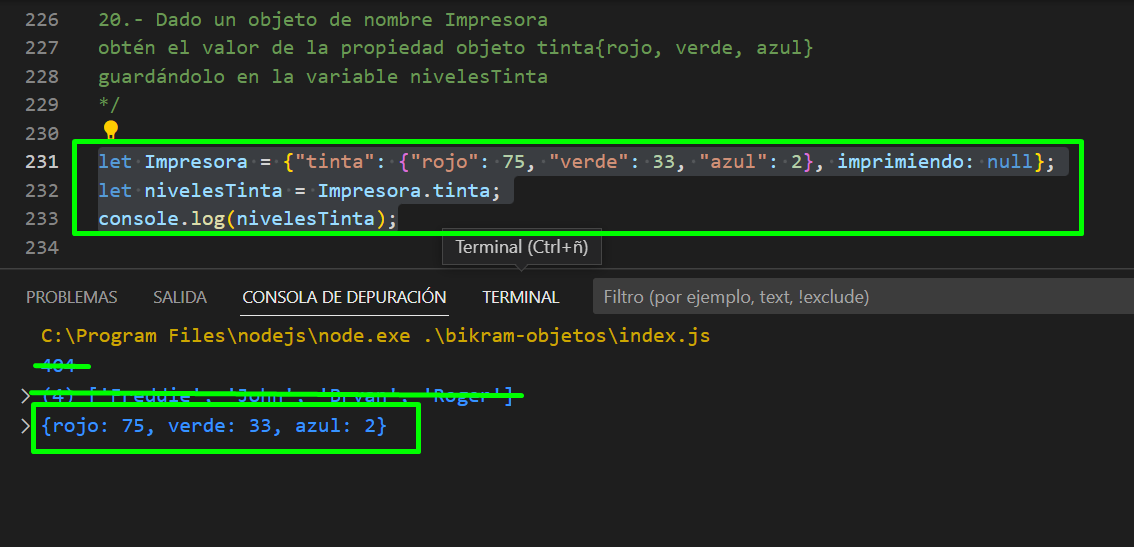 226 20.- Dado un objeto de nombre Impresora
227 obtén el valor de la propiedad objeto tinta{rojo, verde, azul}
228 guardándolo en la variable nivelesTinta
229 */
230
231 let Impresora = {"tinta": {"rojo": 75, "verde": 33, "azul": 2}, imprimiendo: null};
232 let nivelesTinta = Impresora.tinta;
233 console.log(nivelesTinta);
234
Terminal (Ctrl+ñ)
PROBLEMAS SALIDA CONSOLA DE DEPURACIÓN TERMINAL Filtro (por ejemplo, text, !exclude)
C:\Program Files\nodejs\node.exe .\bikram-objetos\index.js
404
(4) ['Freddie', 'John', 'Bryan', 'Roger']
{rojo: 75, verde: 33, azul: 2}